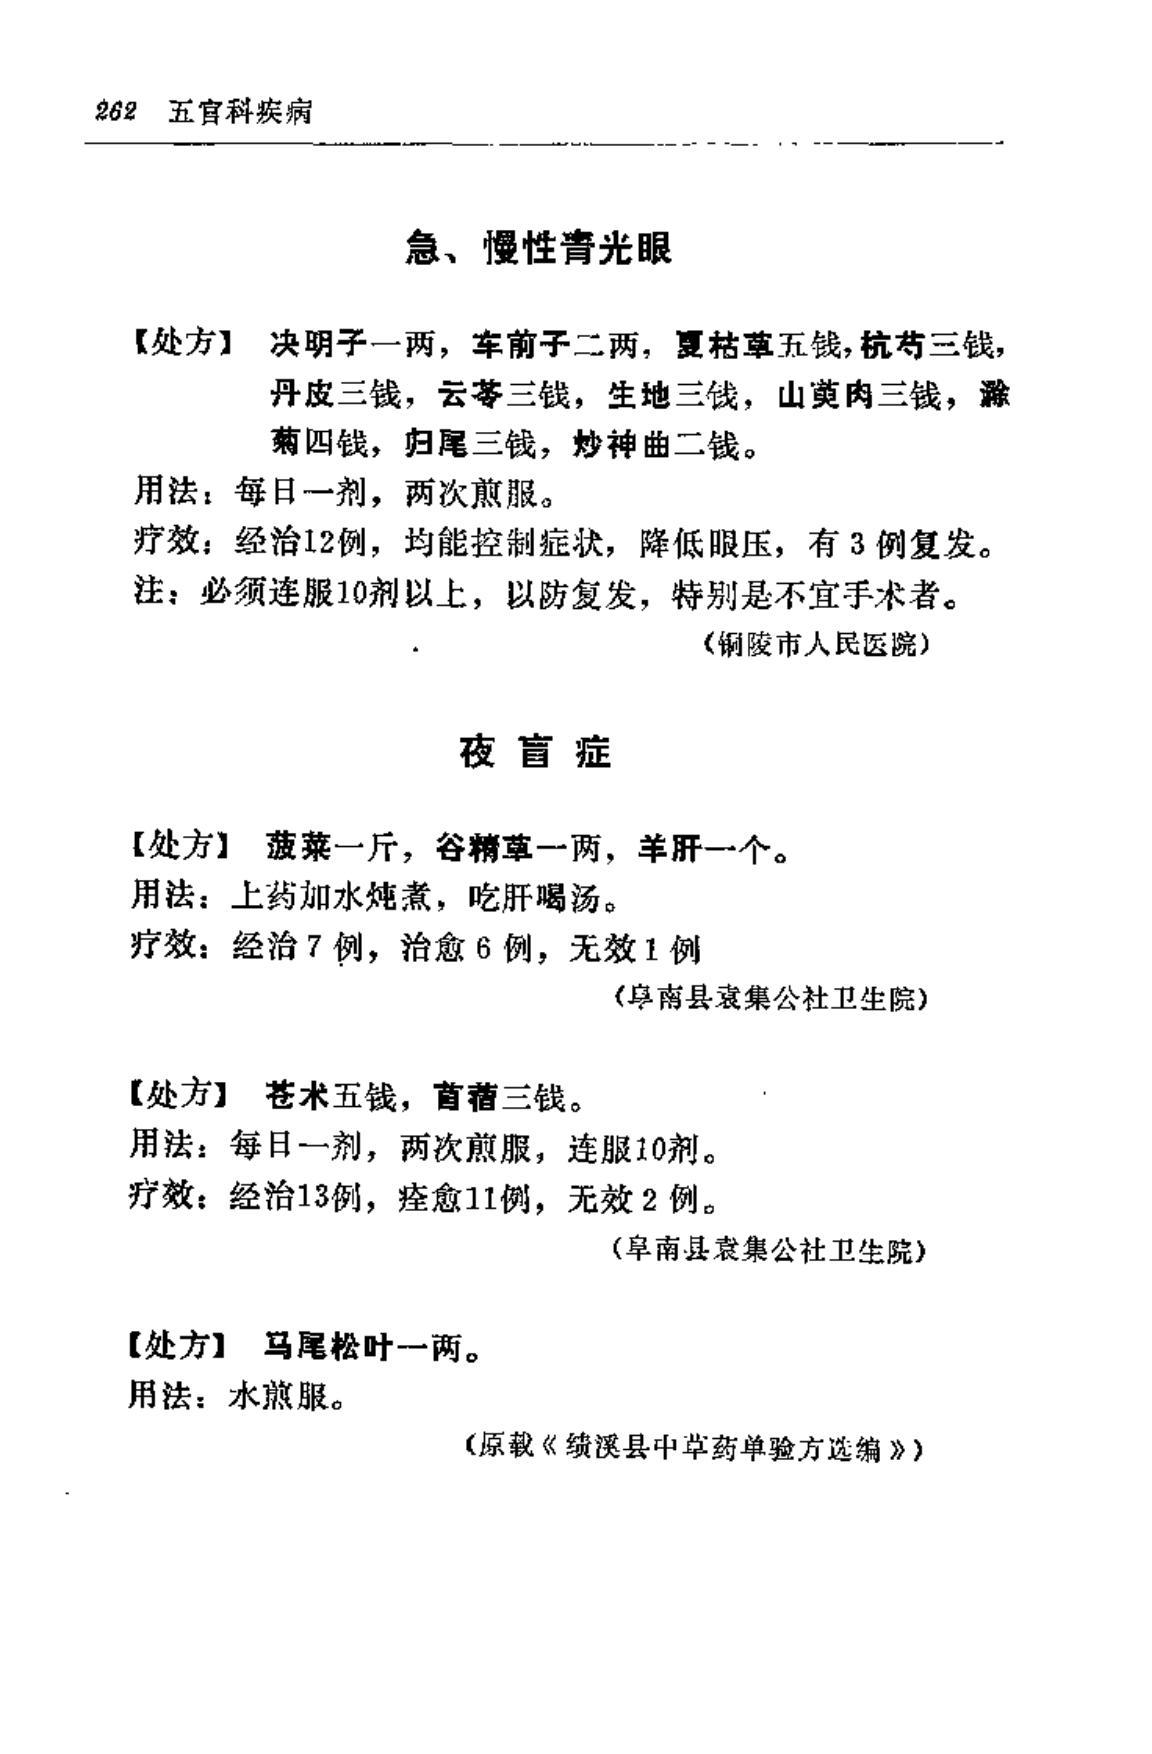 262 五官科疾病
急、慢性青光眼
【处方】 决明子一两，车前子二两，夏枯草五钱，杭芍三钱，
丹皮三钱，云苓三钱，生地三钱，山萸肉三钱，滁
菊四钱，归尾三钱，炒神曲二钱。
用法：每日一剂，两次煎服。
疗效：经治12例，均能控制症状，降低眼压，有3例复发。
注：必须连服10剂以上，以防复发，特别是不宜手术者。
（铜陵市人民医院）
夜盲症
【处方】 菠菜一斤，谷精草一两，羊肝一个。
用法：上药加水炖煮，吃肝喝汤。
疗效：经治7例，治愈6例，无效1例
（阜南县袁集公社卫生院）
【处方】 苍术五钱，苜蓿三钱。
用法：每日一剂，两次煎服，连服10剂。
疗效：经治13例，痊愈11例，无效2例。
（阜南县袁集公社卫生院）
【处方】 马尾松叶一两。
用法：水煎服。
（原载《绩溪县中草药单验方选编》）